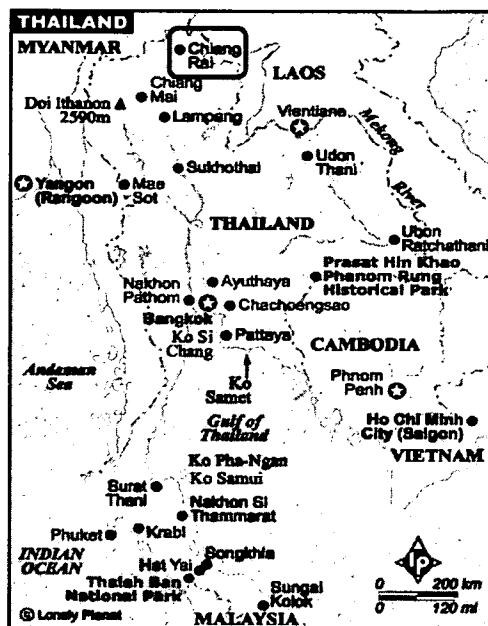 THAILAND
MYANMAR
Chiang
Rai
LAOS
Chiang
Mai
Doi Ithanon
2590m
Lampang
Vientiane
Mekong
River
Udon
Thani
Sukhothai
Yangon
(Rangoon)
Mae
Sot
THAILAND
Ubon
Ratchathani
Prasat Hin Khao
Phanom Rung
Historical Park
Ayuthaya
Nakhon
Pathom
Chachoengsao
Bangkok
Ko Si
Chang
Pattaya
CAMBODIA
Andaman
Sea
Ko
Samet
Phnom
Penh
Gulf of
Thailand
Ho Chi Minh
City (Saigon)
VIETNAM
Ko Pha-Ngan
Ko Samui
Surat
Thani
Nakhon Si
Thammarat
Phuket
Krabi
INDIAN
OCEAN
Hat Yai
Songkhla
Thaleh Ban
National Park
Sungai
Kolok
MALAYSIA
LP
0 200 km
0 120 mi
© Lonely Planet